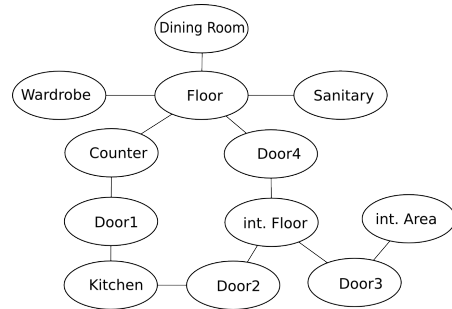 Dining Room
Wardrobe
Floor
Sanitary
Counter
Door4
Door1
int. Floor
int. Area
Kitchen
Door2
Door3